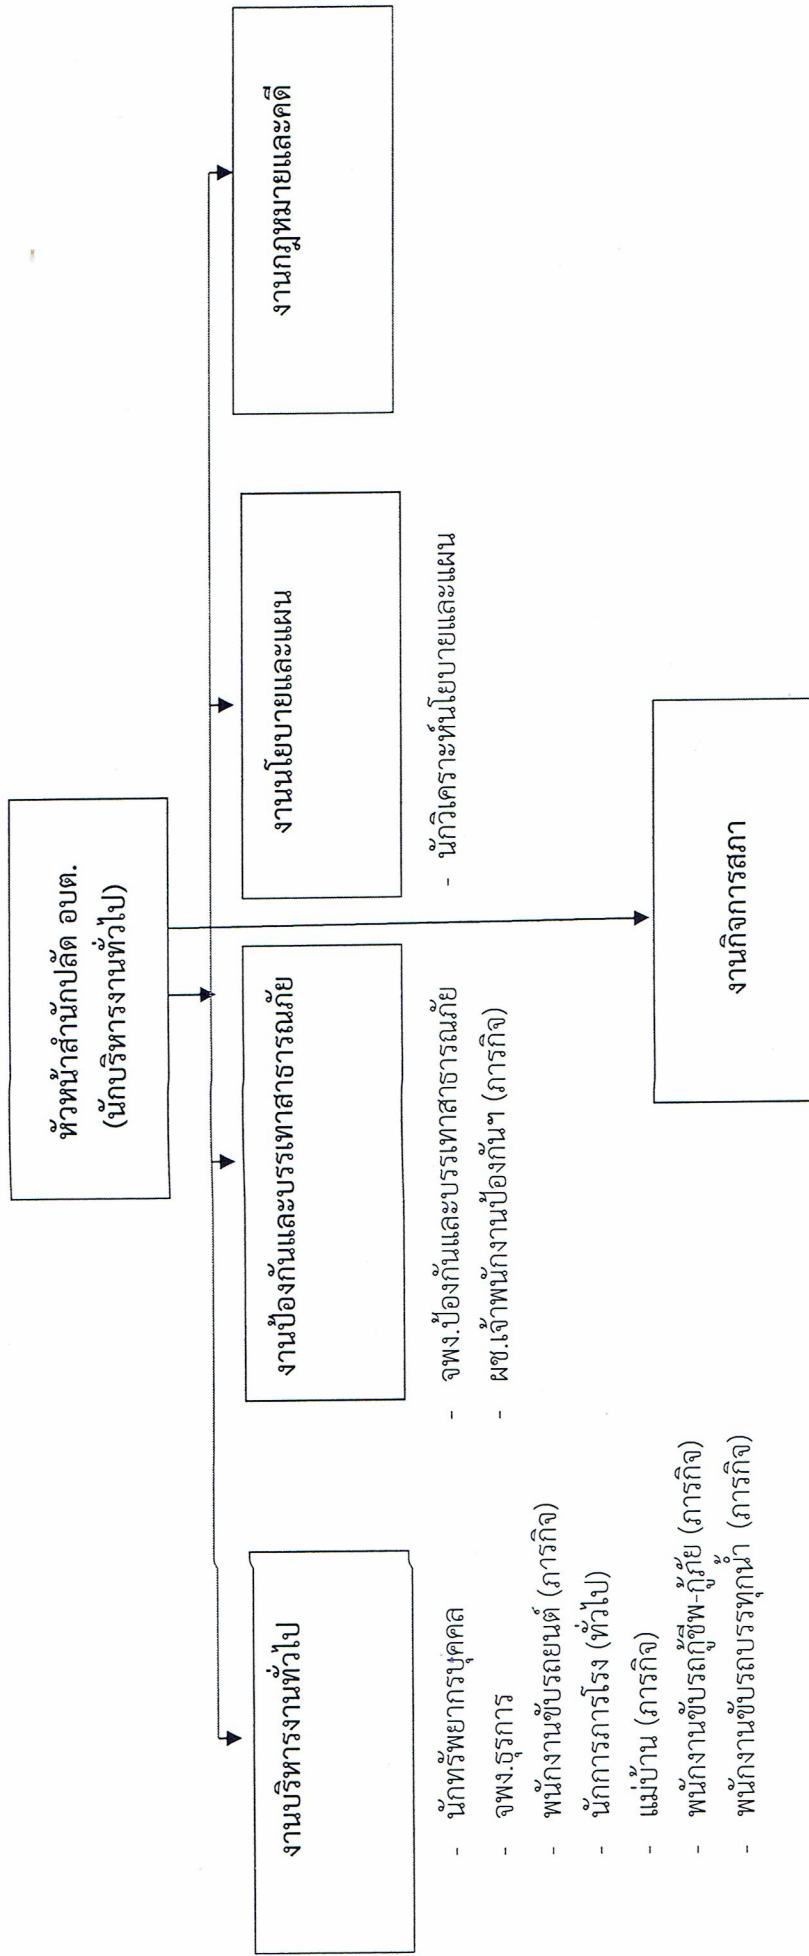 หัวหน้าสำนักปลัด อบต.
(นักบริหารงานทั่วไป)
งานบริหารงานทั่วไป
- นักทรัพยากรบุคคล
- จพง.ธุรการ
- พนักงานขับรถยนต์ (ภารกิจ)
- นักการภารโรง (ทั่วไป)
- แม่บ้าน (ภารกิจ)
- พนักงานขับรถกู้ชีพ-กู้ภัย (ภารกิจ)
- พนักงานขับรถบรรทุกน้ำ (ภารกิจ)
งานป้องกันและบรรเทาสาธารณภัย
- จพง.ป้องกันและบรรเทาสาธารณภัย
- ผช.เจ้าพนักงานป้องกันฯ (ภารกิจ)
งานนโยบายและแผน
- นักวิเคราะห์นโยบายและแผน
งานกฎหมายและคดี
งานกิจการสภา